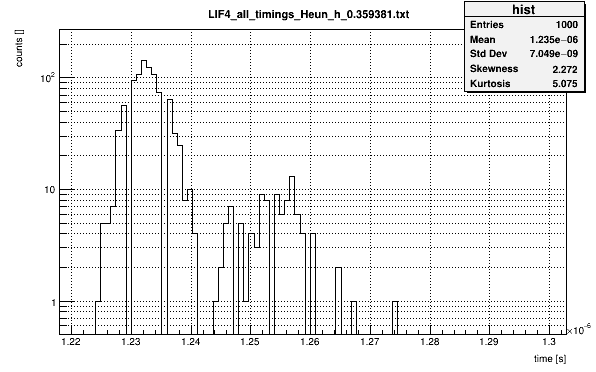 LIF4_all_timings_Heun_h_0.359381.txt
hist
Entries 1000
Mean 1.235e−06
Std Dev 7.049e−09
Skewness 2.272
Kurtosis 5.075
counts []
10²
10
1
1.22 1.23 1.24 1.25 1.26 1.27 1.28 1.29 1.3
×10⁻⁶
time [s]